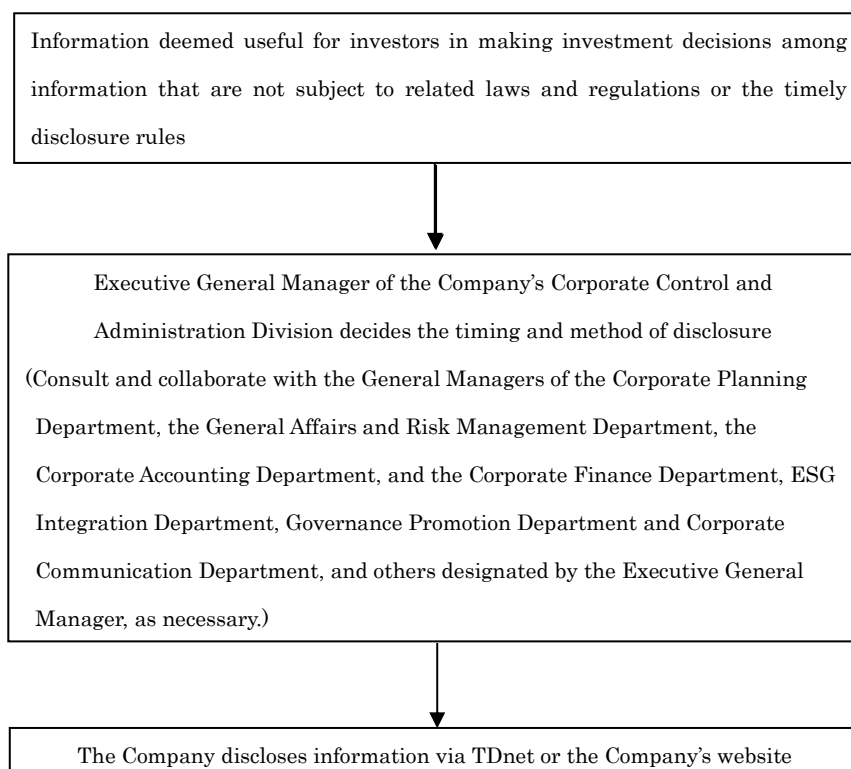 Information deemed useful for investors in making investment decisions among
information that are not subject to related laws and regulations or the timely
disclosure rules
Executive General Manager of the Company’s Corporate Control and
Administration Division decides the timing and method of disclosure
(Consult and collaborate with the General Managers of the Corporate Planning
Department, the General Affairs and Risk Management Department, the
Corporate Accounting Department, and the Corporate Finance Department, ESG
Integration Department, Governance Promotion Department and Corporate
Communication Department, and others designated by the Executive General
Manager, as necessary.)
The Company discloses information via TDnet or the Company’s website